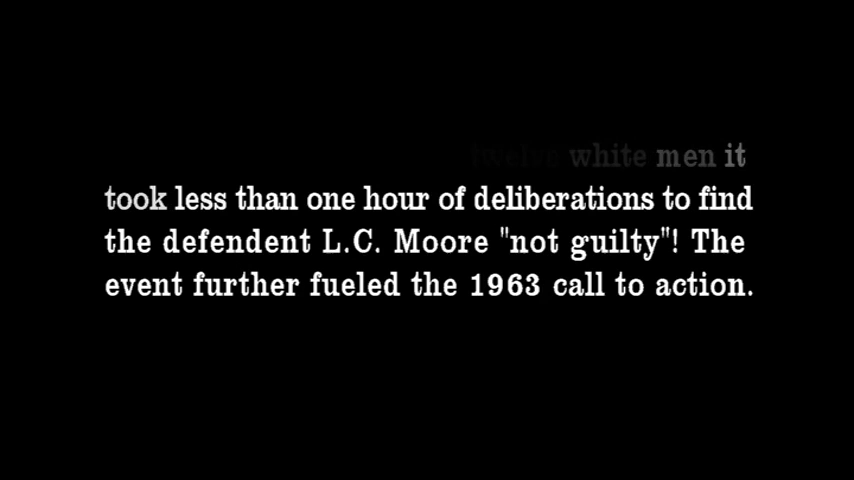 twelve white men it
took less than one hour of deliberations to find
the defendent L.C. Moore "not guilty"! The
event further fueled the 1963 call to action.